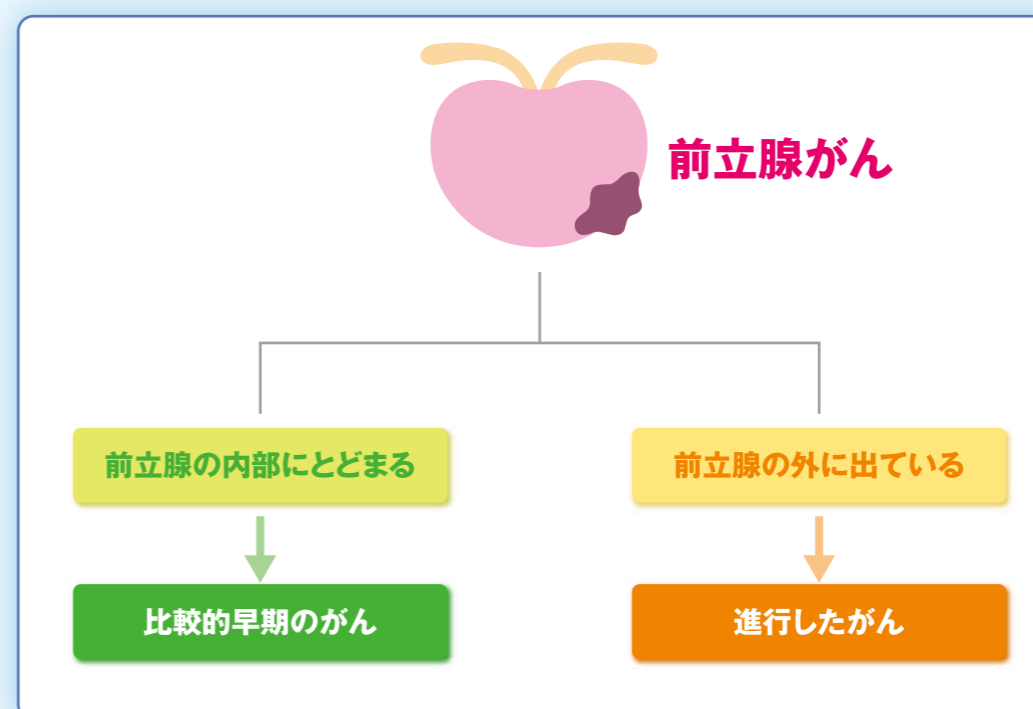 前立腺がん
前立腺の内部にとどまる
前立腺の外に出ている
比較的早期のがん
進行したがん